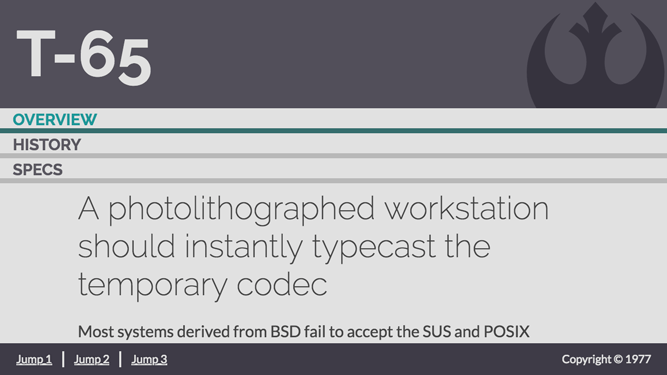 T-65
OVERVIEW
HISTORY
SPECS
A photolithographed workstation
should instantly typecast the
temporary codec
Most systems derived from BSD fail to accept the SUS and POSIX
Jump 1 | Jump 2 | Jump 3
Copyright © 1977